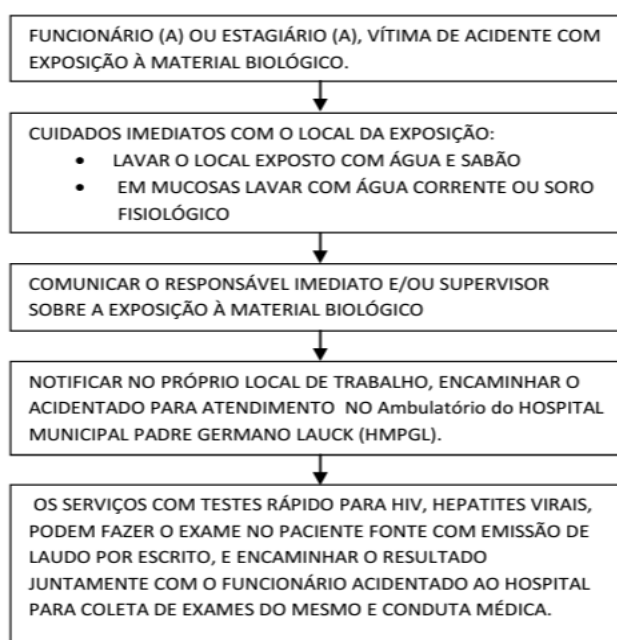 FUNCIONÁRIO (A) OU ESTAGIÁRIO (A), VÍTIMA DE ACIDENTE COM
EXPOSIÇÃO À MATERIAL BIOLÓGICO.
CUIDADOS IMEDIATOS COM O LOCAL DA EXPOSIÇÃO:
• LAVAR O LOCAL EXPOSTO COM ÁGUA E SABÃO
• EM MUCOSAS LAVAR COM ÁGUA CORRENTE OU SORO
FISIOLÓGICO
COMUNICAR O RESPONSÁVEL IMEDIATO E/OU SUPERVISOR
SOBRE A EXPOSIÇÃO À MATERIAL BIOLÓGICO
NOTIFICAR NO PRÓPRIO LOCAL DE TRABALHO, ENCAMINHAR O
ACIDENTADO PARA ATENDIMENTO NO Ambulatório do HOSPITAL
MUNICIPAL PADRE GERMANO LAUCK (HMPGL).
OS SERVIÇOS COM TESTES RÁPIDO PARA HIV, HEPATITES VIRAIS,
PODEM FAZER O EXAME NO PACIENTE FONTE COM EMISSÃO DE
LAUDO POR ESCRITO, E ENCAMINHAR O RESULTADO
JUNTAMENTE COM O FUNCIONÁRIO ACIDENTADO AO HOSPITAL
PARA COLETA DE EXAMES DO MESMO E CONDUTA MÉDICA.